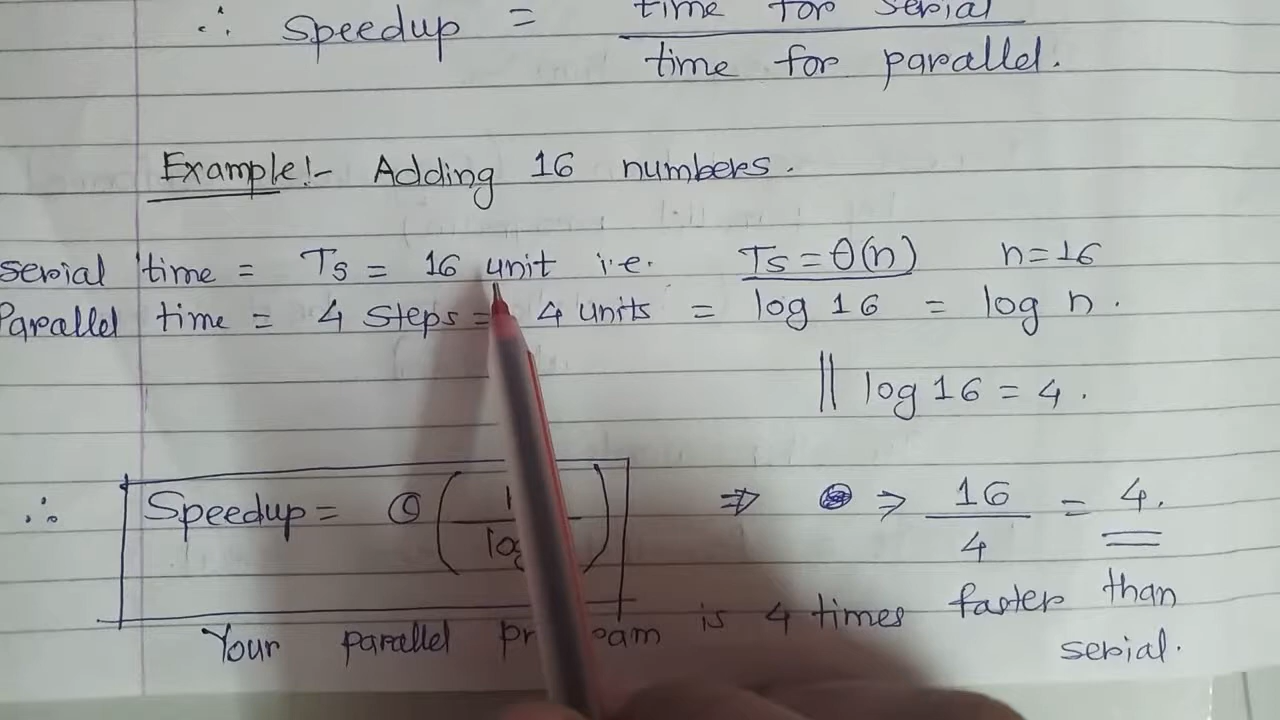 ∴ Speedup = time for serial
time for parallel.
Example!- Adding 16 numbers.
serial time = Ts = 16 unit i.e. Ts = θ(n) n=16
Parallel time = 4 Steps = 4 units = log 16 = log n.
|| log 16 = 4.
∴ Speedup = Θ ( ) ⇒ ⇒ 16/4 = 4.
Your parallel is 4 times faster than
serial.